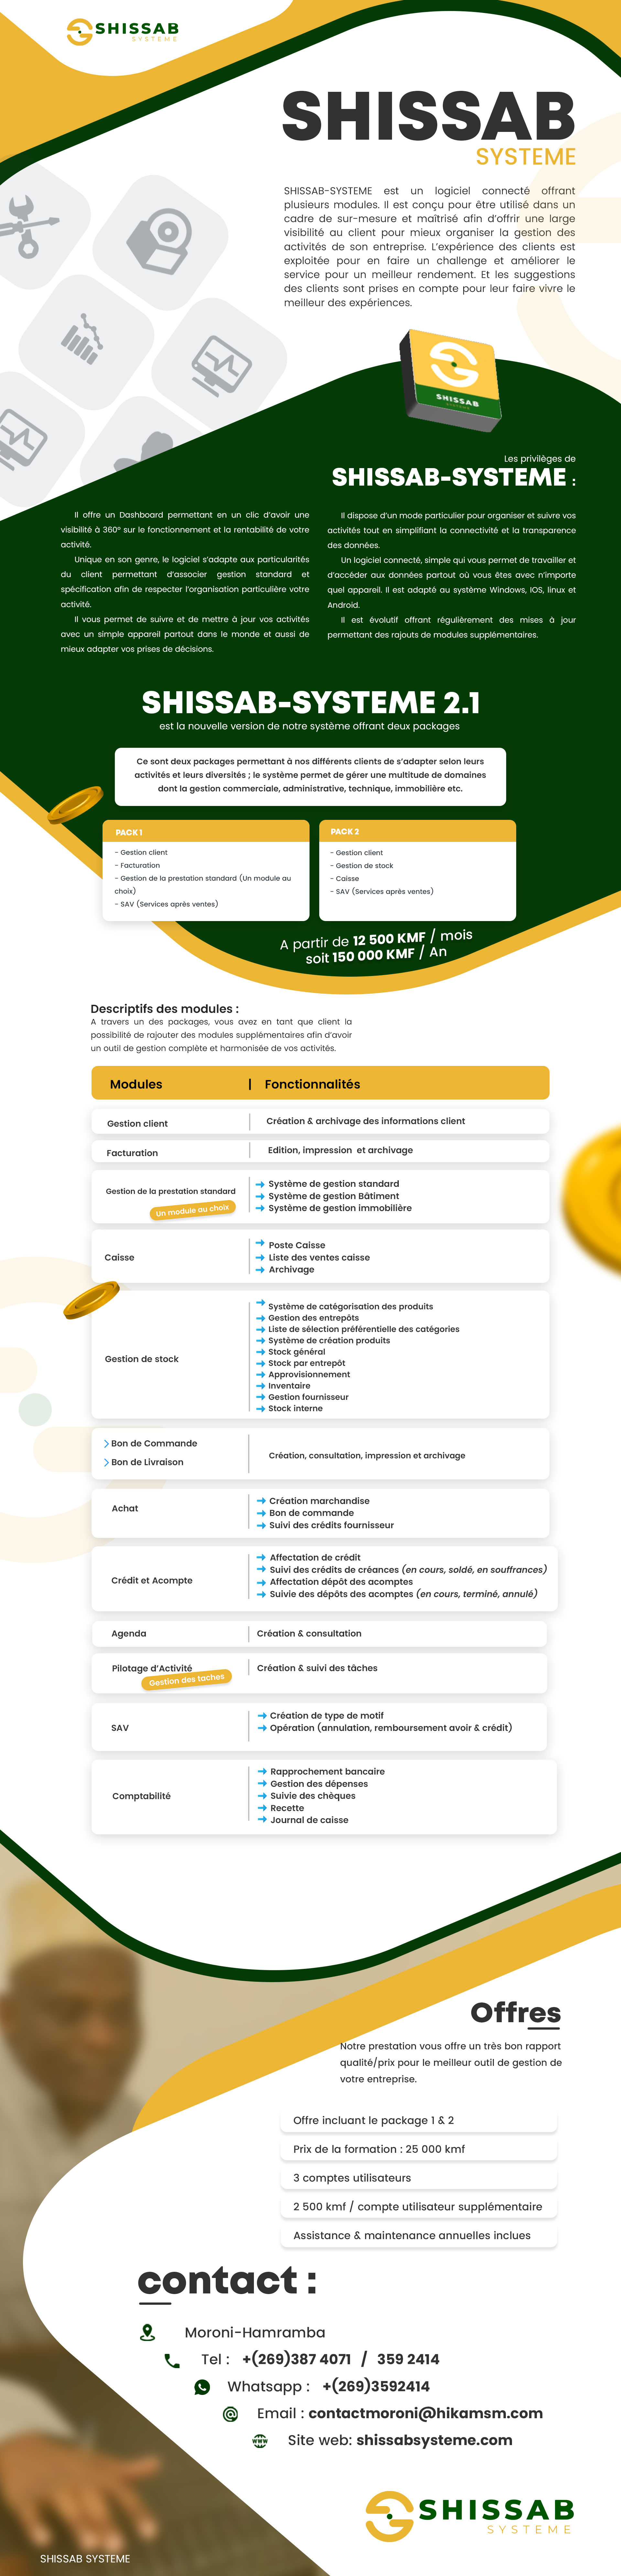 SHISSAB
SYSTEME
SHISSAB
SYSTEME
SHISSAB-SYSTEME est un logiciel connecté offrant
plusieurs modules. Il est conçu pour être utilisé dans un
cadre de sur-mesure et maîtrisé afin d'offrir une large
visibilité au client pour mieux organiser la gestion des
activités de son entreprise. L'expérience des clients est
exploitée pour en faire un challenge et améliorer le
service pour un meilleur rendement. Et les suggestions
des clients sont prises en compte pour leur faire vivre le
meilleur des expériences.
SHISSAB
SYSTEME
Les privilèges de
SHISSAB-SYSTEME :
Il offre un Dashboard permettant en un clic d'avoir une
visibilité à 360° sur le fonctionnement et la rentabilité de votre
activité.
Unique en son genre, le logiciel s'adapte aux particularités
du client permettant d'associer gestion standard et
spécification afin de respecter l'organisation particulière votre
activité.
Il vous permet de suivre et de mettre à jour vos activités
avec un simple appareil partout dans le monde et aussi de
mieux adapter vos prises de décisions.
Il dispose d'un mode particulier pour organiser et suivre vos
activités tout en simplifiant la connectivité et la transparence
des données.
Un logiciel connecté, simple qui vous permet de travailler et
d'accéder aux données partout où vous êtes avec n'importe
quel appareil. Il est adapté au système Windows, IOS, linux et
Android.
Il est évolutif offrant régulièrement des mises à jour
permettant des rajouts de modules supplémentaires.
SHISSAB-SYSTEME 2.1
est la nouvelle version de notre système offrant deux packages
Ce sont deux packages permettant à nos différents clients de s'adapter selon leurs
activités et leurs diversités ; le système permet de gérer une multitude de domaines
dont la gestion commerciale, administrative, technique, immobilière etc.
PACK 1
- Gestion client
- Facturation
- Gestion de la prestation standard (Un module au
choix)
- SAV (Services après ventes)
PACK 2
- Gestion client
- Gestion de stock
- Caisse
- SAV (Services après ventes)
A partir de 12 500 KMF / mois
soit 150 000 KMF / An
Descriptifs des modules :
A travers un des packages, vous avez en tant que client la
possibilité de rajouter des modules supplémentaires afin d'avoir
un outil de gestion complète et harmonisée de vos activités.
Modules | Fonctionnalités
Gestion client
Création & archivage des informations client
Facturation
Edition, impression et archivage
Gestion de la prestation standard
Un module au choix
Système de gestion standard
Système de gestion Bâtiment
Système de gestion immobilière
Caisse
Poste Caisse
Liste des ventes caisse
Archivage
Gestion de stock
Système de catégorisation des produits
Gestion des entrepôts
Liste de sélection préférentielle des catégories
Système de création produits
Stock général
Stock par entrepôt
Approvisionnement
Inventaire
Gestion fournisseur
Stock interne
Bon de Commande
Bon de Livraison
Création, consultation, impression et archivage
Achat
Création marchandise
Bon de commande
Suivi des crédits fournisseur
Crédit et Acompte
Affectation de crédit
Suivi des crédits de créances (en cours, soldé, en souffrances)
Affectation dépôt des acomptes
Suivie des dépôts des acomptes (en cours, terminé, annulé)
Agenda
Création & consultation
Pilotage d'Activité
Gestion des taches
Création & suivi des tâches
SAV
Création de type de motif
Opération (annulation, remboursement avoir & crédit)
Comptabilité
Rapprochement bancaire
Gestion des dépenses
Suivie des chèques
Recette
Journal de caisse
Offres
Notre prestation vous offre un très bon rapport
qualité/prix pour le meilleur outil de gestion de
votre entreprise.
Offre incluant le package 1 & 2
Prix de la formation : 25 000 kmf
3 comptes utilisateurs
2 500 kmf / compte utilisateur supplémentaire
Assistance & maintenance annuelles inclues
contact :
Moroni-Hamramba
Tel : +(269)387 4071 / 359 2414
Whatsapp : +(269)3592414
Email : contactmoroni@hikamsm.com
WWW
Site web: shissabsysteme.com
SHISSAB
SYSTEME
SHISSAB SYSTEME